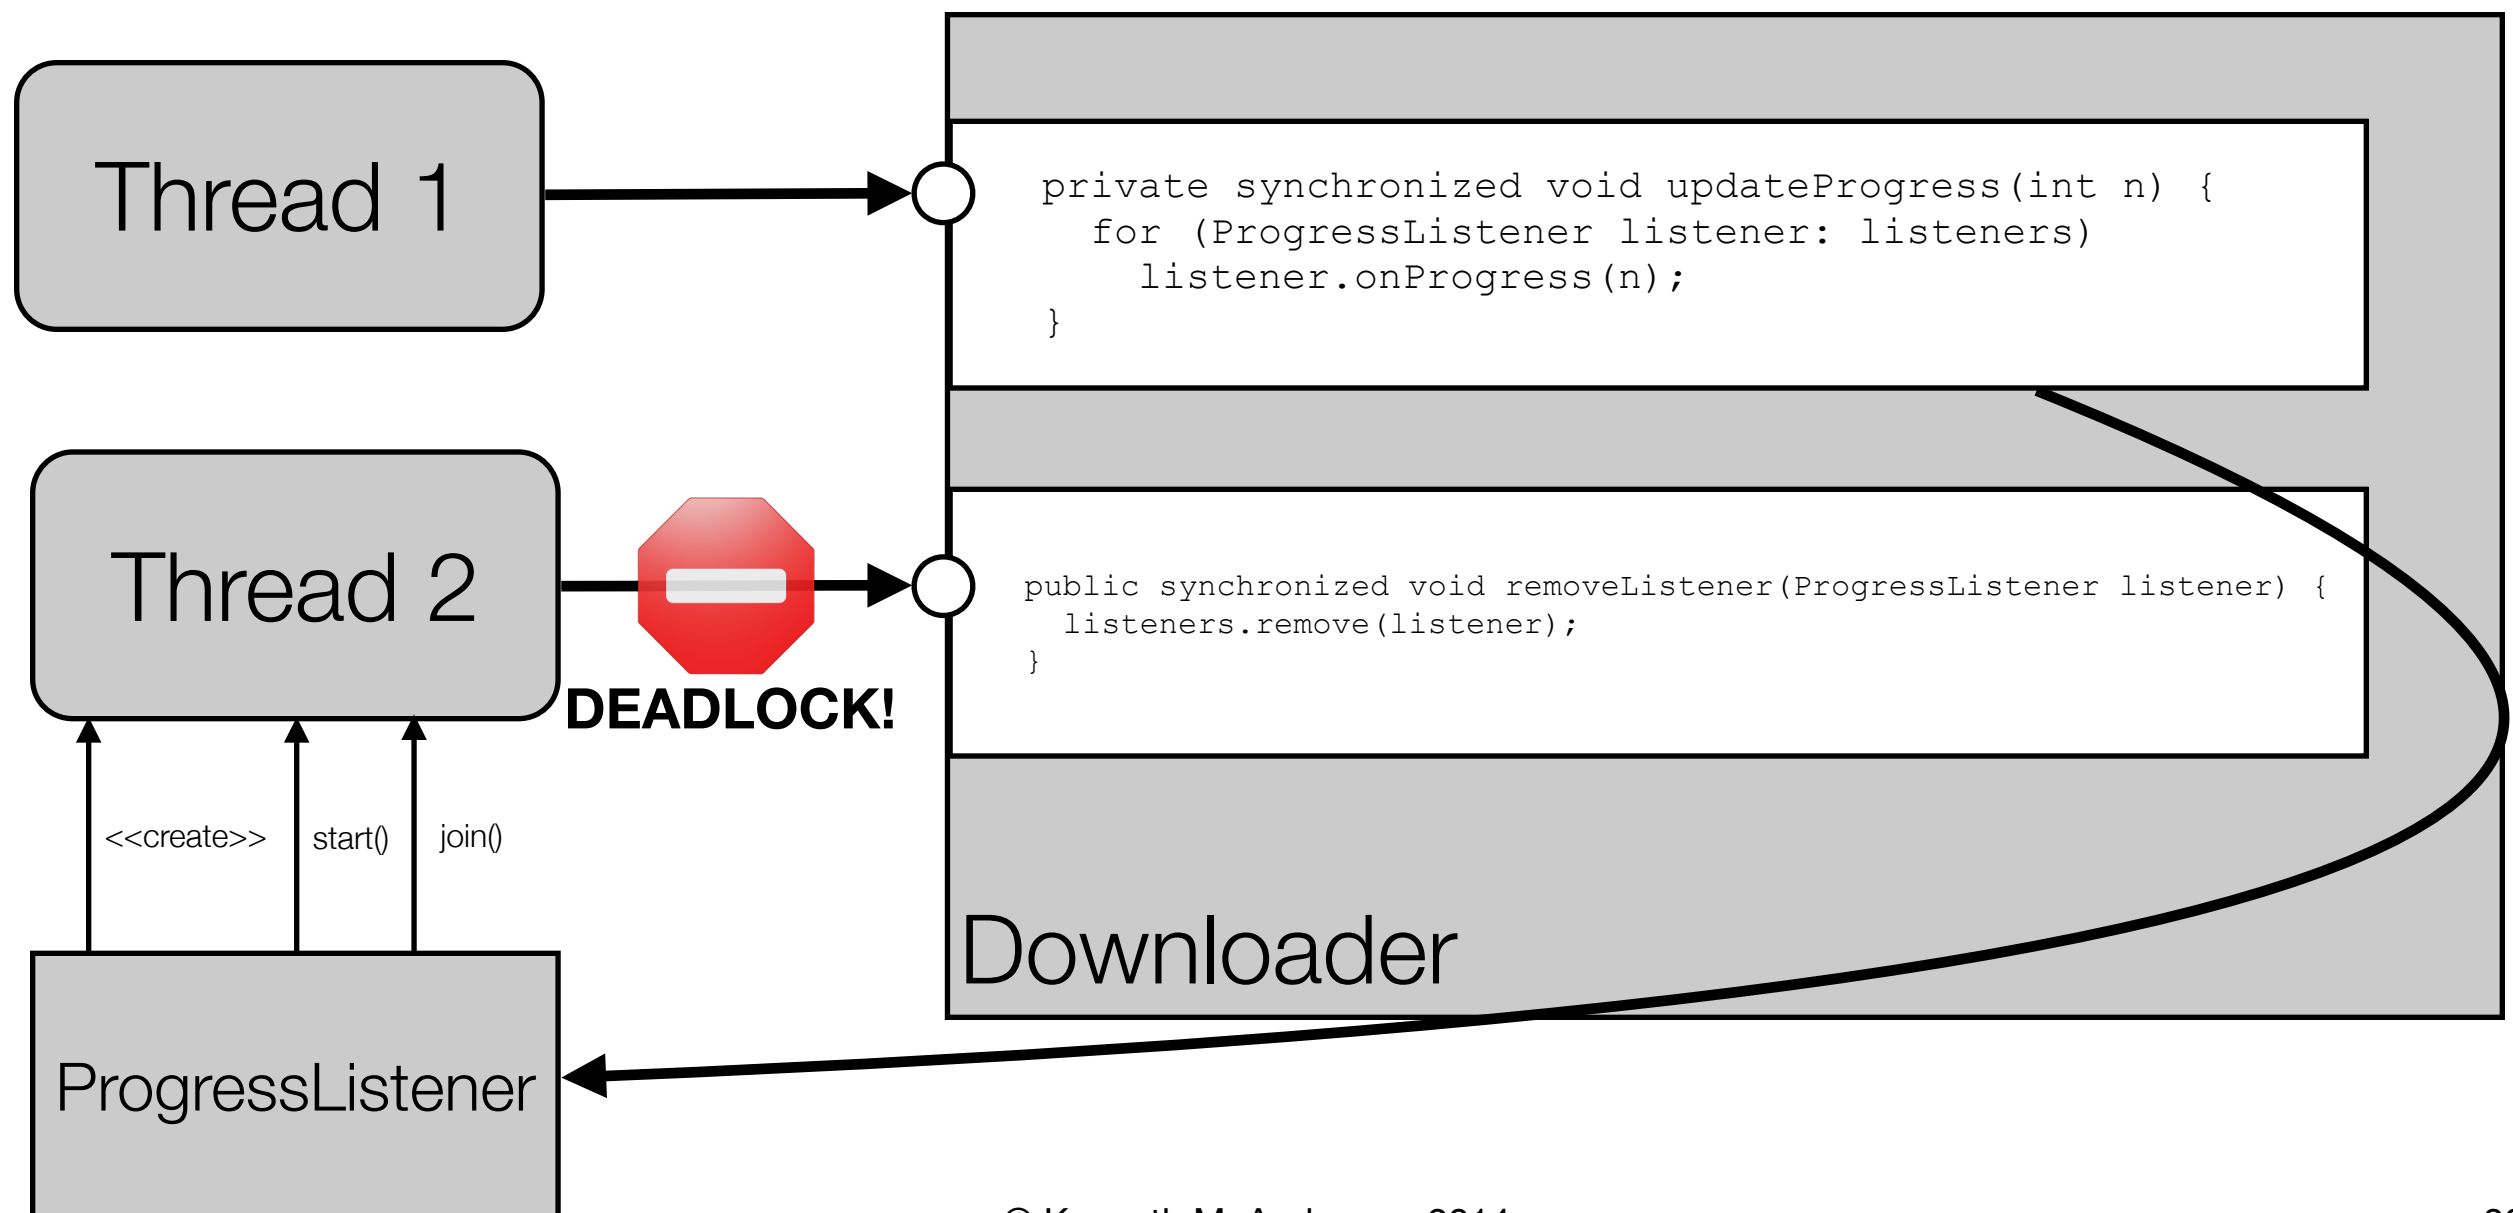 Thread 1
private synchronized void updateProgress(int n) {
for (ProgressListener listener: listeners)
listener.onProgress(n);
}
Thread 2
DEADLOCK!
public synchronized void removeListener(ProgressListener listener) {
listeners.remove(listener);
}
<<create>>
start()
join()
Downloader
ProgressListener